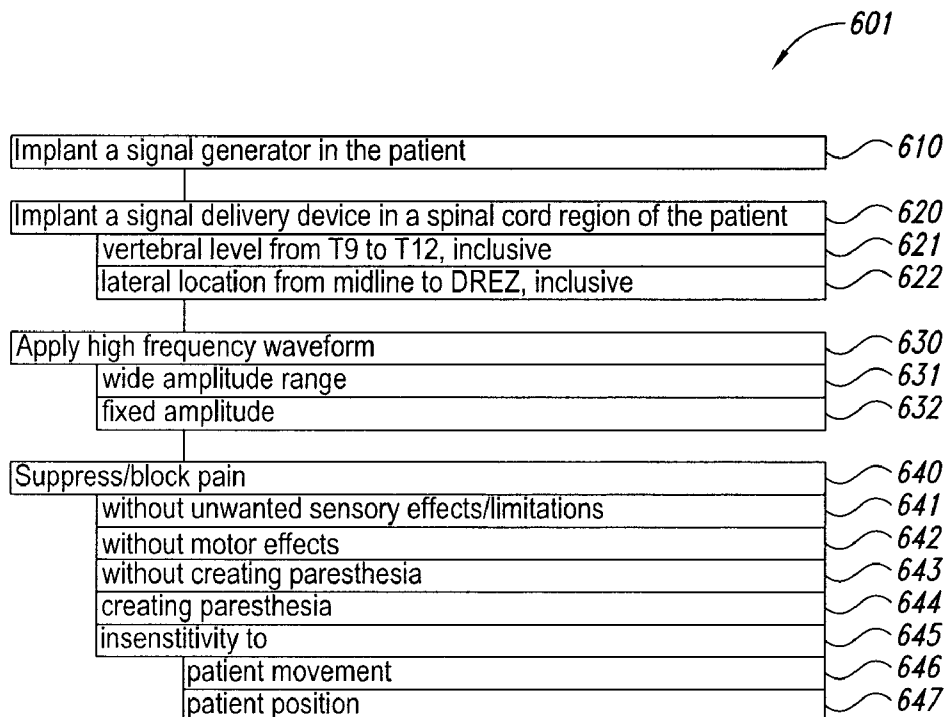 601
Implant a signal generator in the patient 610
Implant a signal delivery device in a spinal cord region of the patient 620
vertebral level from T9 to T12, inclusive 621
lateral location from midline to DREZ, inclusive 622
Apply high frequency waveform 630
wide amplitude range 631
fixed amplitude 632
Suppress/block pain 640
without unwanted sensory effects/limitations 641
without motor effects 642
without creating paresthesia 643
creating paresthesia 644
insenstitivity to 645
patient movement 646
patient position 647